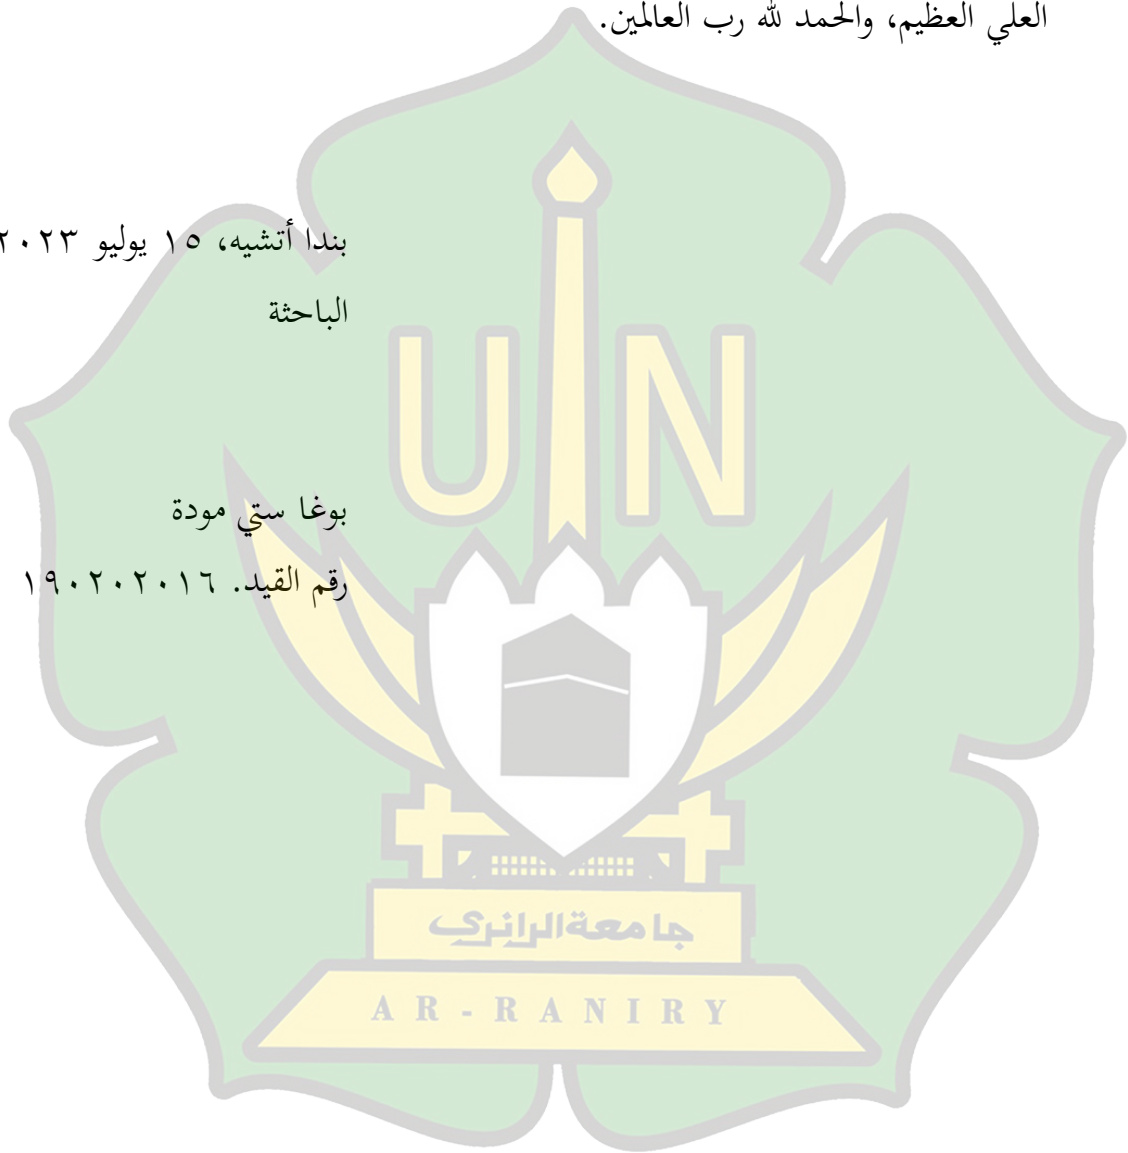 العلي العظيم، والحمد لله رب العالمين.
بندا أتشيه، ١٥ يوليو ٢٠٢٣
الباحثة
بوغا ستي مودة
رقم القيد. ١٩٠٢٠٢٠١٦
UIN
جامعة الرانري
AR-RANIRY